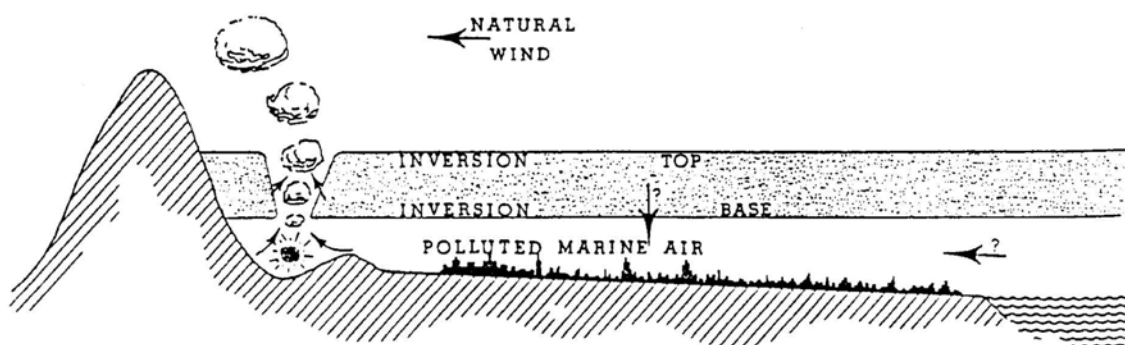 NATURAL
WIND
INVERSION TOP
?
INVERSION BASE
POLLUTED MARINE AIR
?